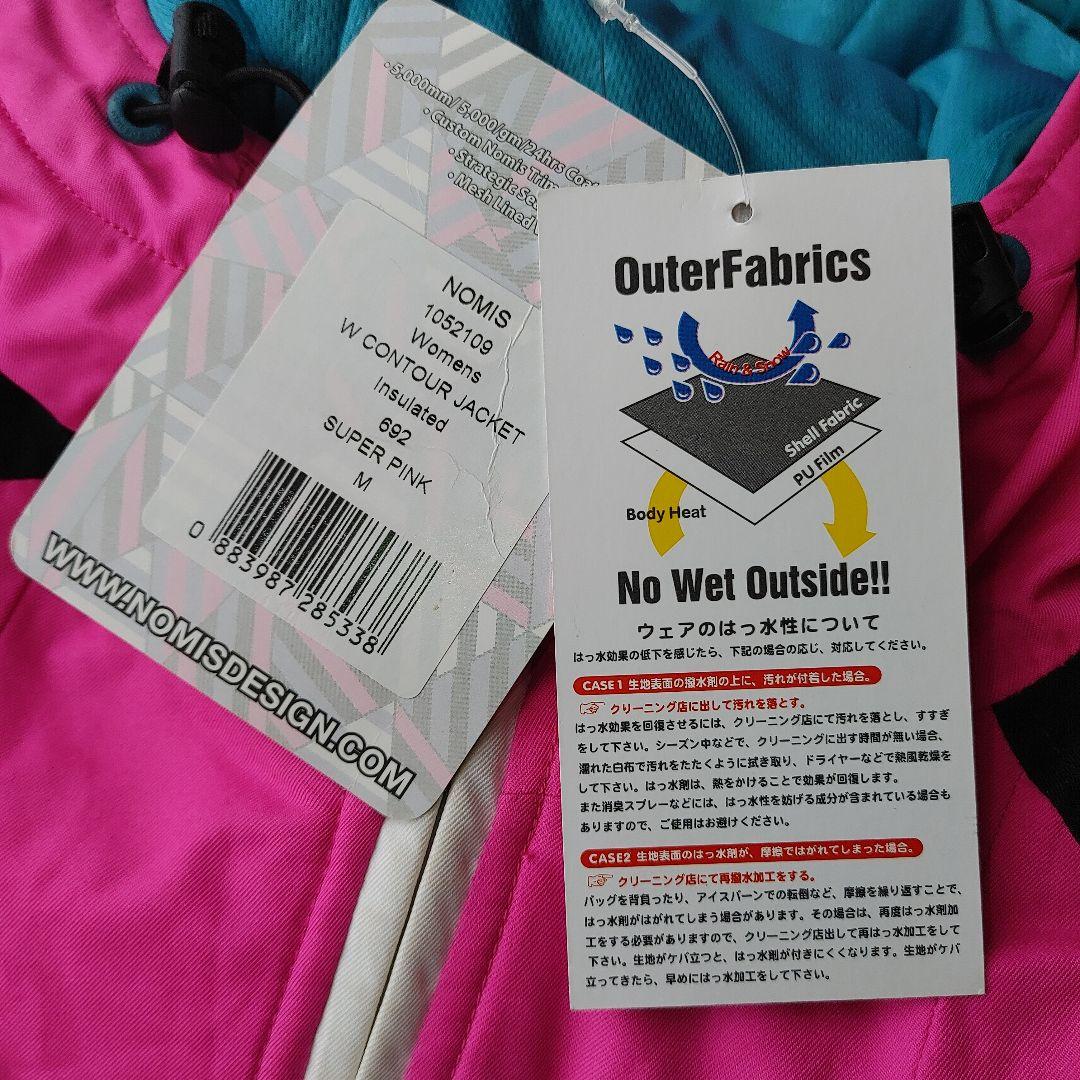 ・5,000mm/ 5,000/gm/24hrs
・Custom Nomis Trim
・Strategic
・Mesh Lined
NOMIS
1052109
Womens
W CONTOUR JACKET
Insulated
692
SUPER PINK
M
0 883987 285338
WWW.NOMISDESIGN.COM
OuterFabrics
Rain & Snow
Shell Fabric
PU Film
Body Heat
No Wet Outside!!
ウェアのはっ水性について
はっ水効果の低下を感じたら、下記の場合の応じ、対応してください。
CASE1 生地表面の撥水剤の上に、汚れが付着した場合。
☞ クリーニング店に出して汚れを落とす。
はっ水効果を回復させるには、クリーニング店にて汚れを落とし、すすぎ
をして下さい。シーズン中などで、クリーニングに出す時間が無い場合、
濡れた白布で汚れをたたくように拭き取り、ドライヤーなどで熱風乾燥を
して下さい。はっ水剤は、熱をかけることで効果が回復します。
また消臭スプレーなどには、はっ水性を妨げる成分が含まれている場合も
ありますので、ご使用はお避けください。
CASE2 生地表面のはっ水剤が、摩擦ではがれてしまった場合。
☞ クリーニング店にて再撥水加工をする。
バッグを背負ったり、アイスバーンでの転倒など、摩擦を繰り返すことで、
はっ水剤がはがれてしまう場合があります。その場合は、再度はっ水剤加
工をする必要がありますので、クリーニング店出して再はっ水加工をして
下さい。生地がケバ立つと、はっ水剤が付きにくくなります。生地がケバ
立ってきたら、早めにはっ水加工をして下さい。